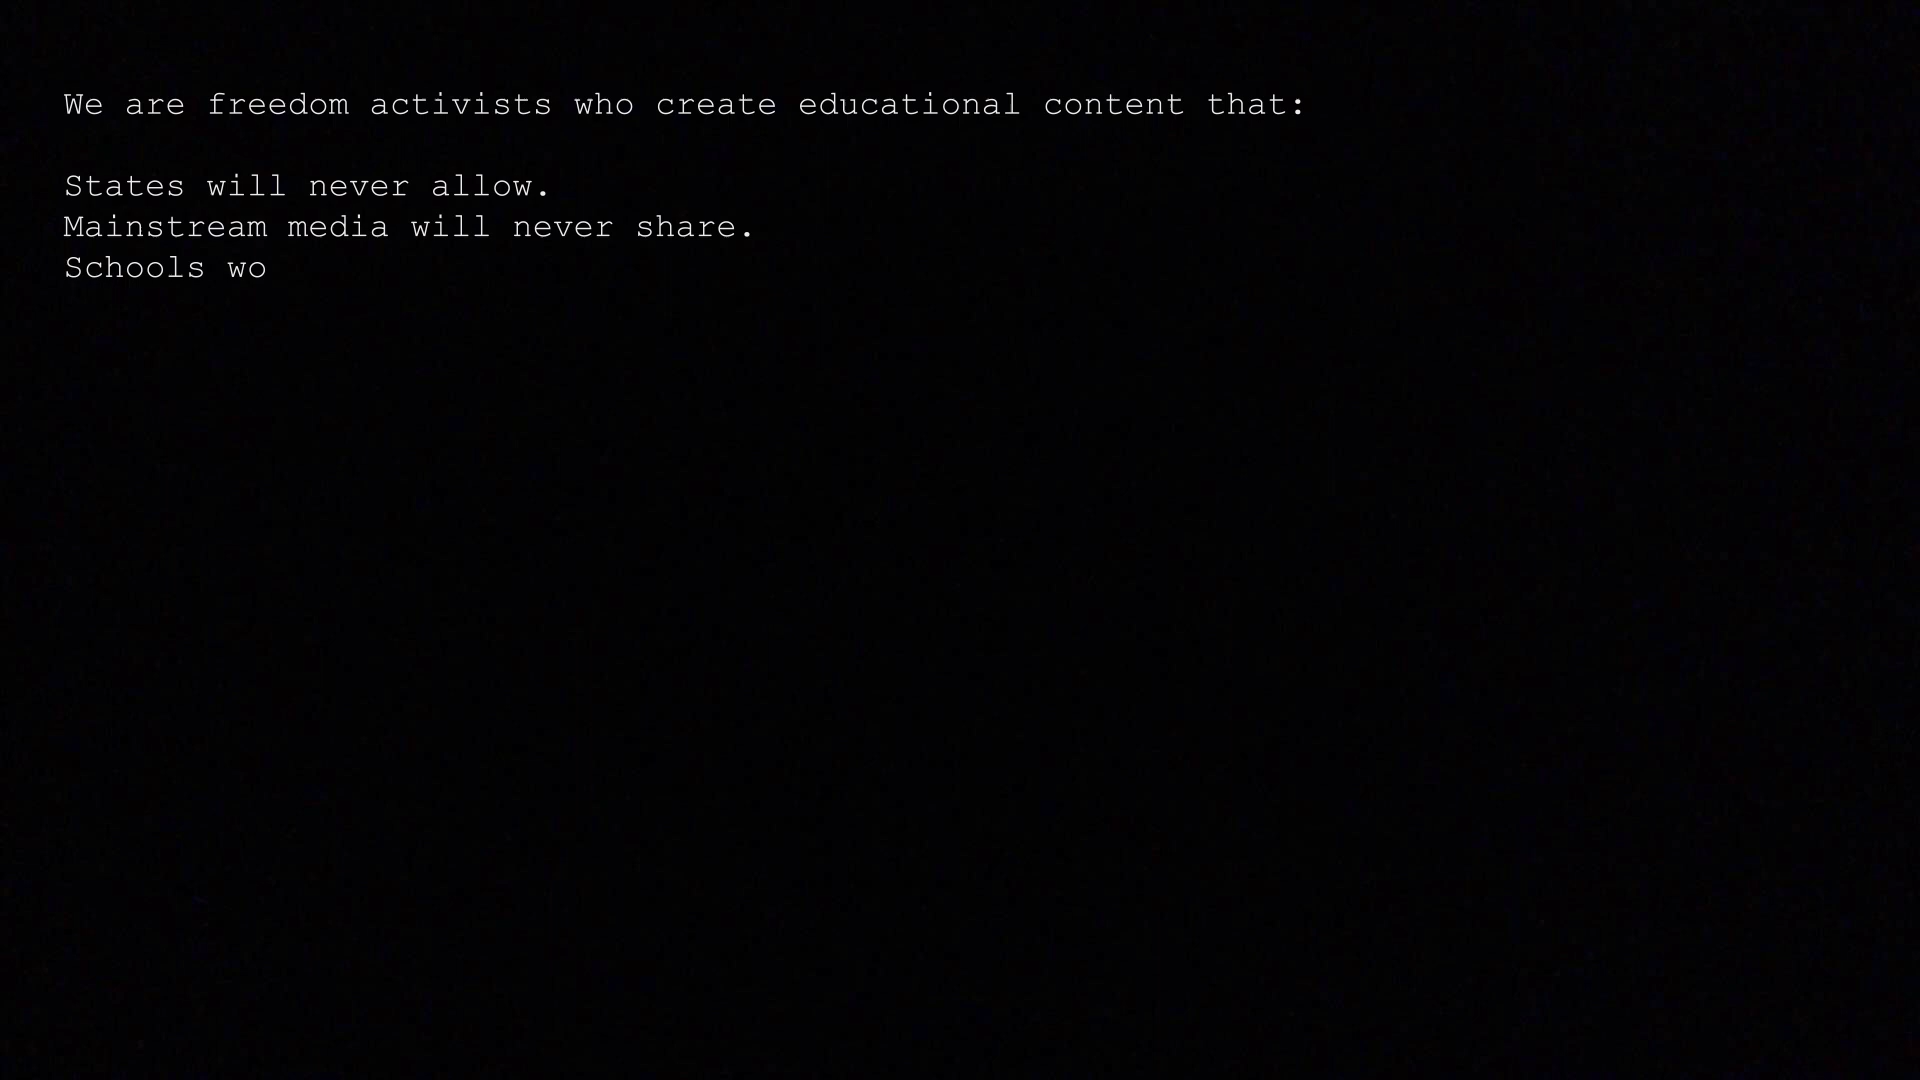 We are freedom activists who create educational content that:
States will never allow.
Mainstream media will never share.
Schools wo